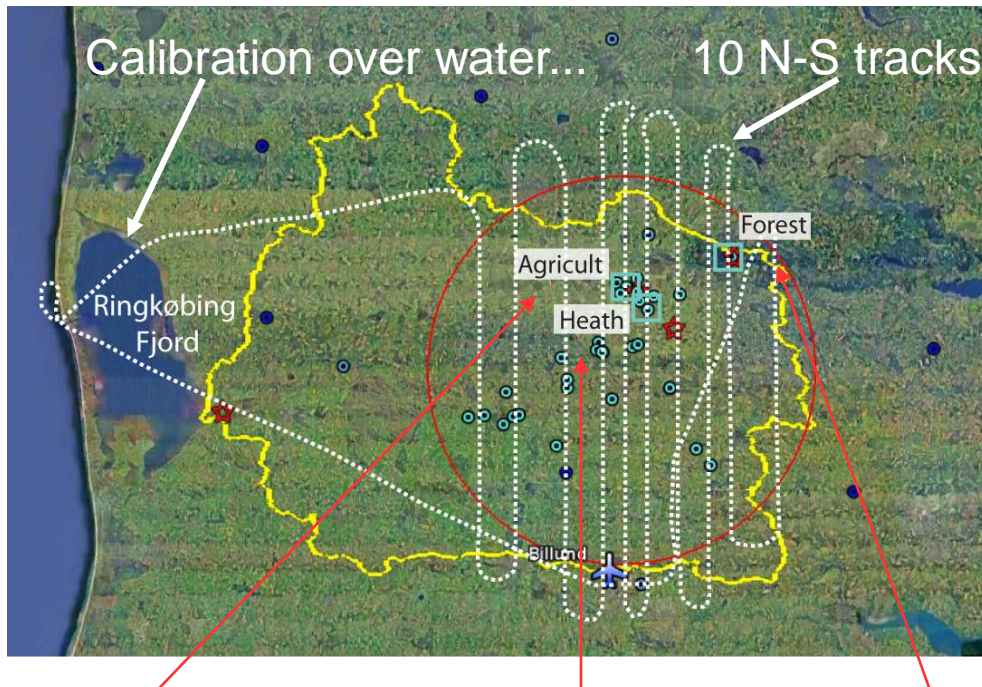 Calibration over water...
10 N-S tracks
Forest
Agricult
Ringkøbing
Fjord
Heath
Billund